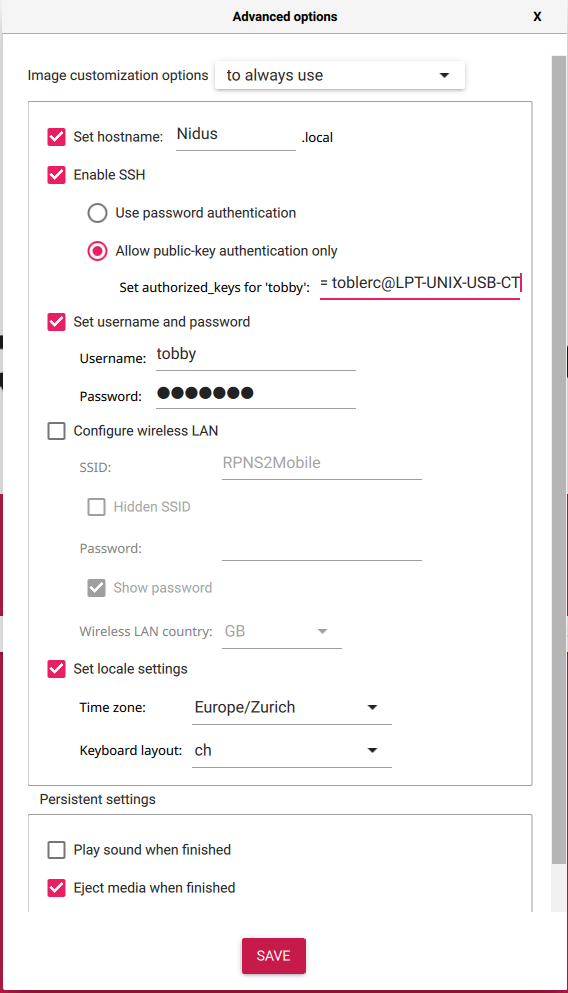 Advanced options X
Image customization options to always use
Set hostname: Nidus .local
Enable SSH
Use password authentication
Allow public-key authentication only
Set authorized_keys for 'tobby': = toblerc@LPT-UNIX-USB-CT
Set username and password
Username: tobby
Password: ●●●●●●●
Configure wireless LAN
SSID: RPNS2Mobile
Hidden SSID
Password:
Show password
Wireless LAN country: GB
Set locale settings
Time zone: Europe/Zurich
Keyboard layout: ch
Persistent settings
Play sound when finished
Eject media when finished
SAVE